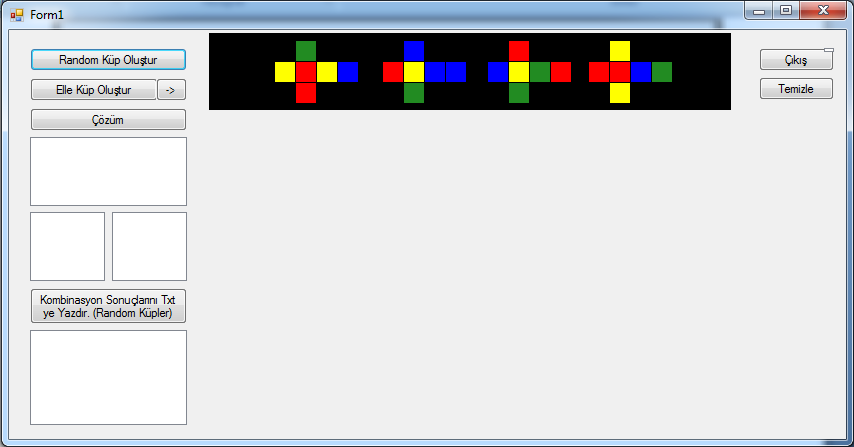 Form1
Random Küp Oluştur
Elle Küp Oluştur
->
Çözüm
Kombinasyon Sonuçlarını Txt
ye Yazdır. (Random Küpler)
Çıkış
Temizle